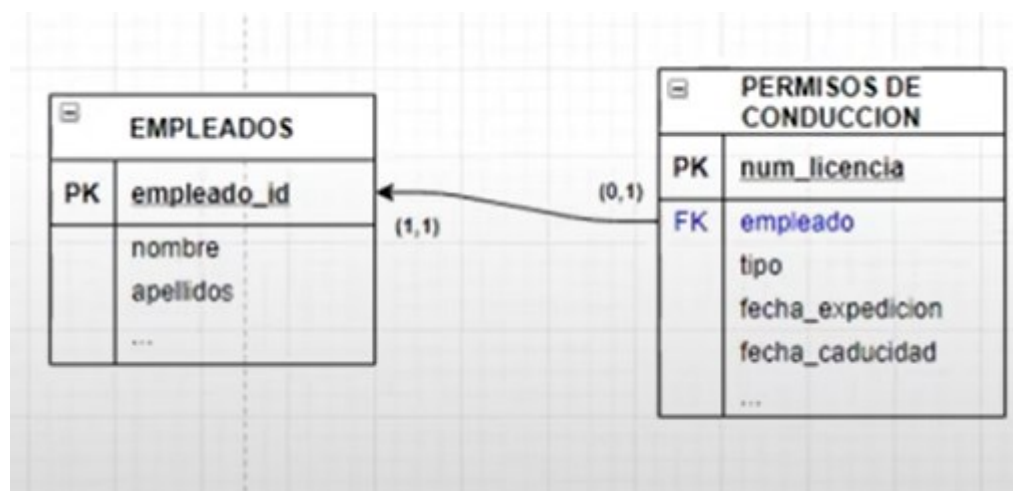 EMPLEADOS
PK empleado_id
nombre
apellidos
...
(1,1)
(0,1)
PERMISOS DE
CONDUCCION
PK num_licencia
FK empleado
tipo
fecha_expedicion
fecha_caducidad
...